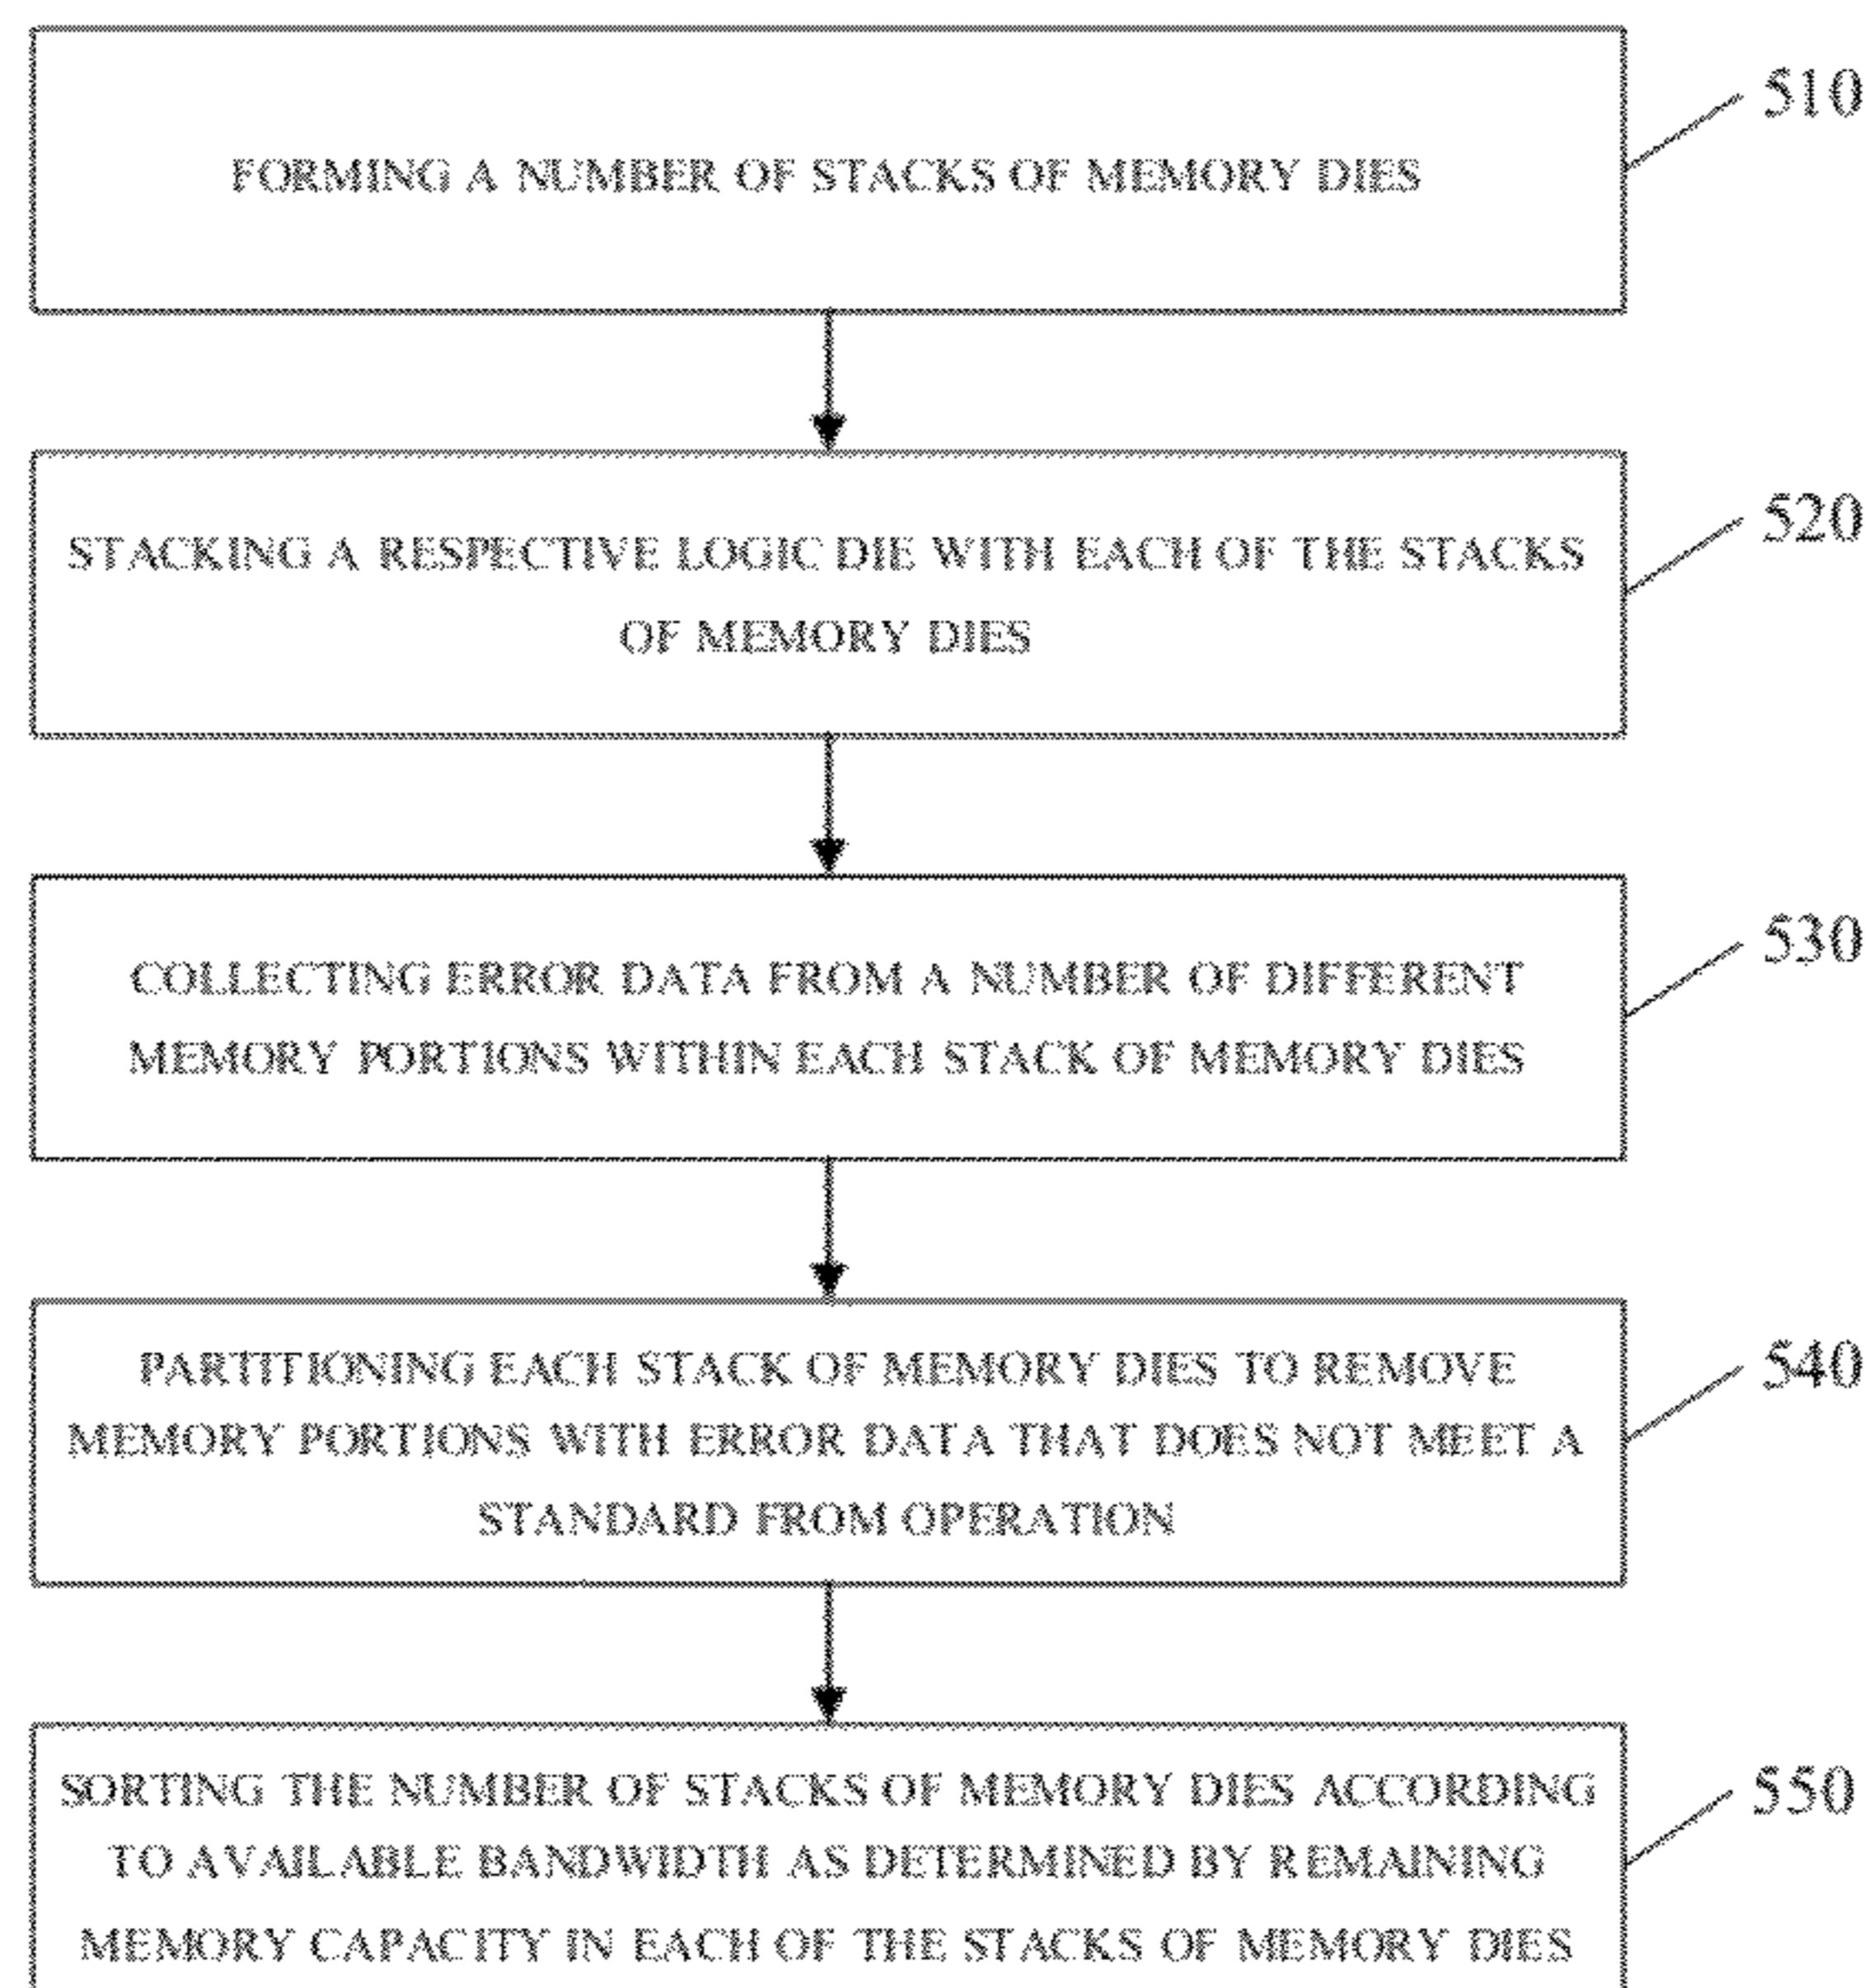 510
FORMING A NUMBER OF STACKS OF MEMORY DIES
520
STACKING A RESPECTIVE LOGIC DIE WITH EACH OF THE STACKS
OF MEMORY DIES
530
COLLECTING ERROR DATA FROM A NUMBER OF DIFFERENT
MEMORY PORTIONS WITHIN EACH STACK OF MEMORY DIES
540
PARTITIONING EACH STACK OF MEMORY DIES TO REMOVE
MEMORY PORTIONS WITH ERROR DATA THAT DOES NOT MEET A
STANDARD FROM OPERATION
550
SORTING THE NUMBER OF STACKS OF MEMORY DIES ACCORDING
TO AVAILABLE BANDWIDTH AS DETERMINED BY REMAINING
MEMORY CAPACITY IN EACH OF THE STACKS OF MEMORY DIES